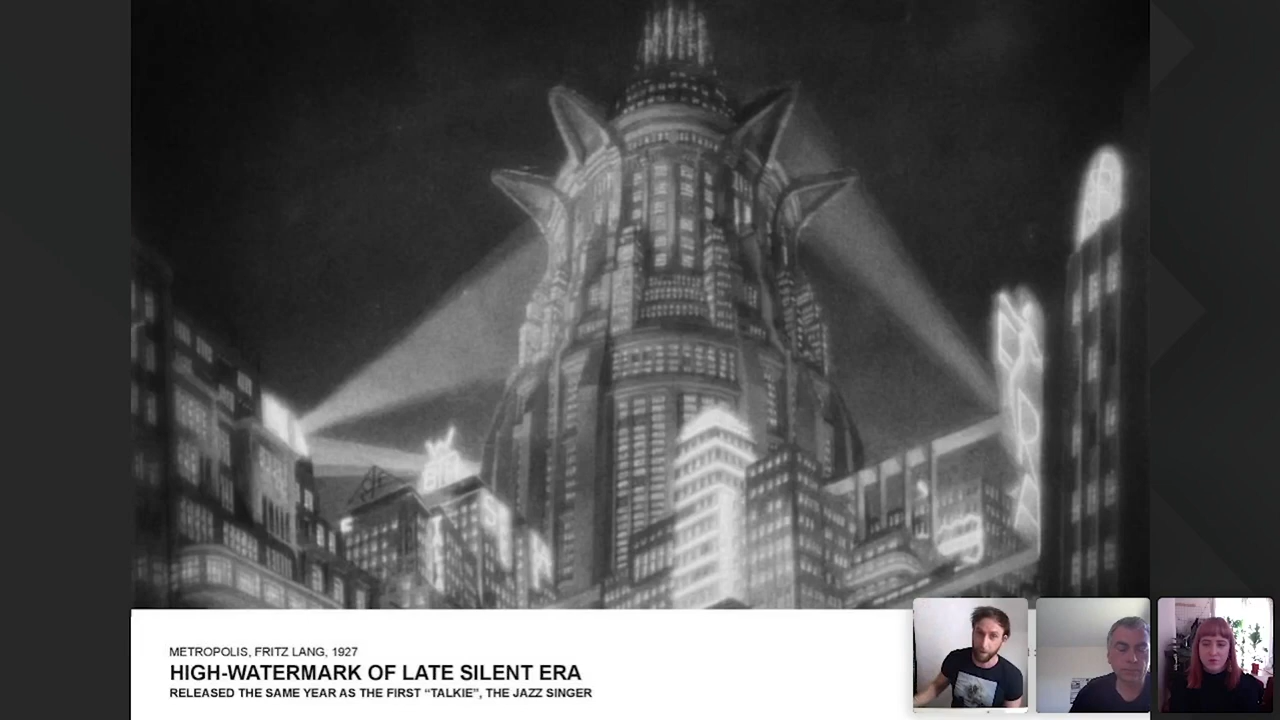 METROPOLIS, FRITZ LANG, 1927
HIGH-WATERMARK OF LATE SILENT ERA
RELEASED THE SAME YEAR AS THE FIRST “TALKIE”, THE JAZZ SINGER